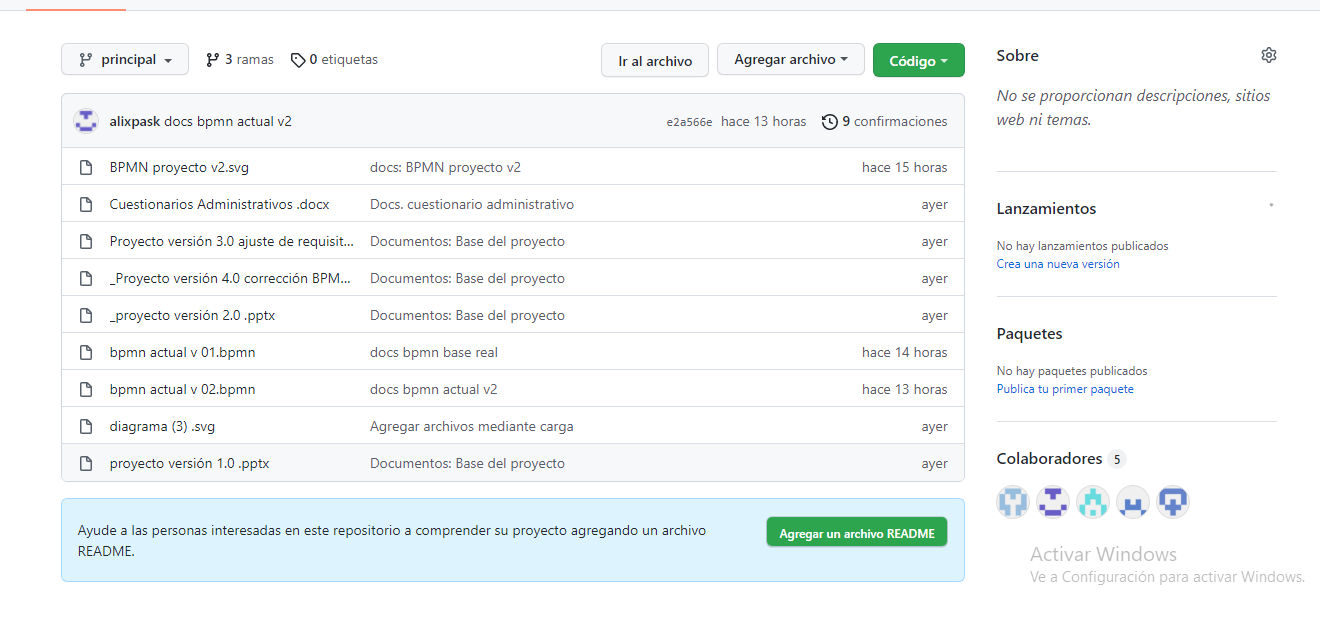 principal
3 ramas
0 etiquetas
Ir al archivo
Agregar archivo
Código
alixpask docs bpmn actual v2
e2a566e hace 13 horas
9 confirmaciones
BPMN proyecto v2.svg docs: BPMN proyecto v2 hace 15 horas
Cuestionarios Administrativos .docx Docs. cuestionario administrativo ayer
Proyecto versión 3.0 ajuste de requisit... Documentos: Base del proyecto ayer
_Proyecto versión 4.0 corrección BPM... Documentos: Base del proyecto ayer
_proyecto versión 2.0 .pptx Documentos: Base del proyecto ayer
bpmn actual v 01.bpmn docs bpmn base real hace 14 horas
bpmn actual v 02.bpmn docs bpmn actual v2 hace 13 horas
diagrama (3) .svg Agregar archivos mediante carga ayer
proyecto versión 1.0 .pptx Documentos: Base del proyecto ayer
Ayude a las personas interesadas en este repositorio a comprender su proyecto agregando un archivo
README.
Agregar un archivo README
Sobre
No se proporcionan descripciones, sitios
web ni temas.
Lanzamientos
No hay lanzamientos publicados
Crea una nueva versión
Paquetes
No hay paquetes publicados
Publica tu primer paquete
Colaboradores 5
Activar Windows
Ve a Configuración para activar Windows.